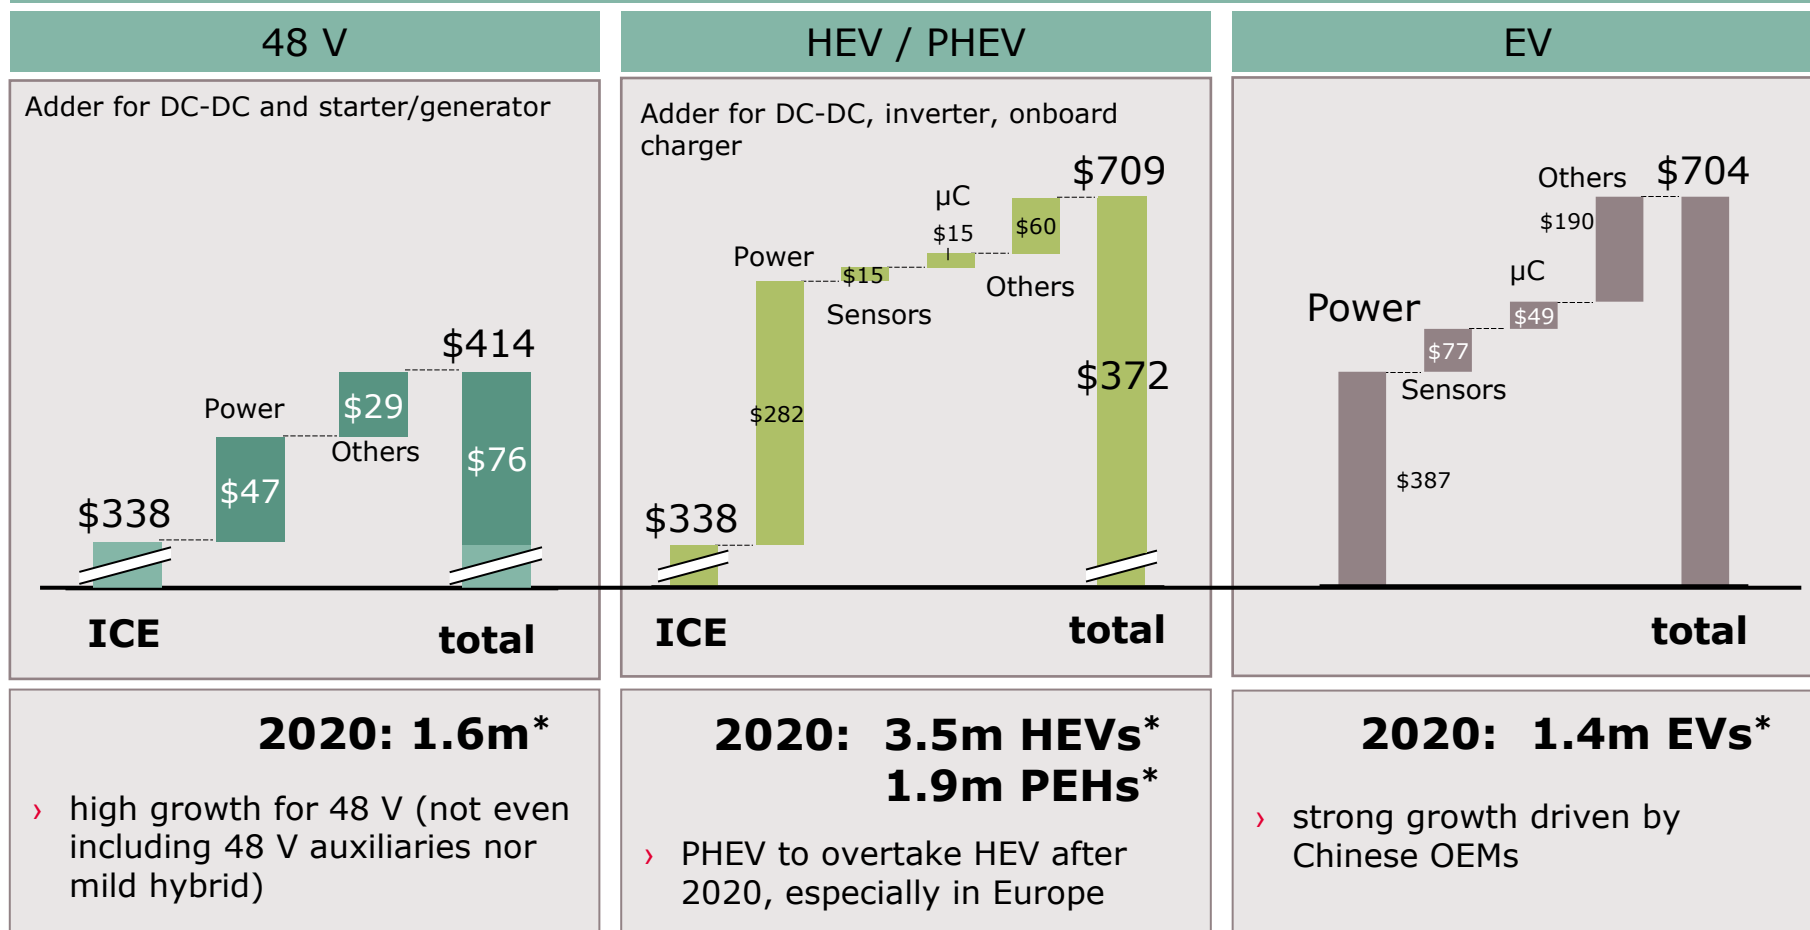 48 V
Adder for DC-DC and starter/generator
$414
Power
$29
Others
$76
$47
$338
ICE
total
2020: 1.6m*
› high growth for 48 V (not even
including 48 V auxiliaries nor
mild hybrid)
HEV / PHEV
Adder for DC-DC, inverter, onboard
charger
$709
µC
$15
$60
Power
$15
Others
Sensors
$372
$282
$338
ICE
total
2020: 3.5m HEVs*
1.9m PEHs*
› PHEV to overtake HEV after
2020, especially in Europe
EV
Others
$704
$190
µC
Power
$49
$77
Sensors
$387
total
2020: 1.4m EVs*
› strong growth driven by
Chinese OEMs